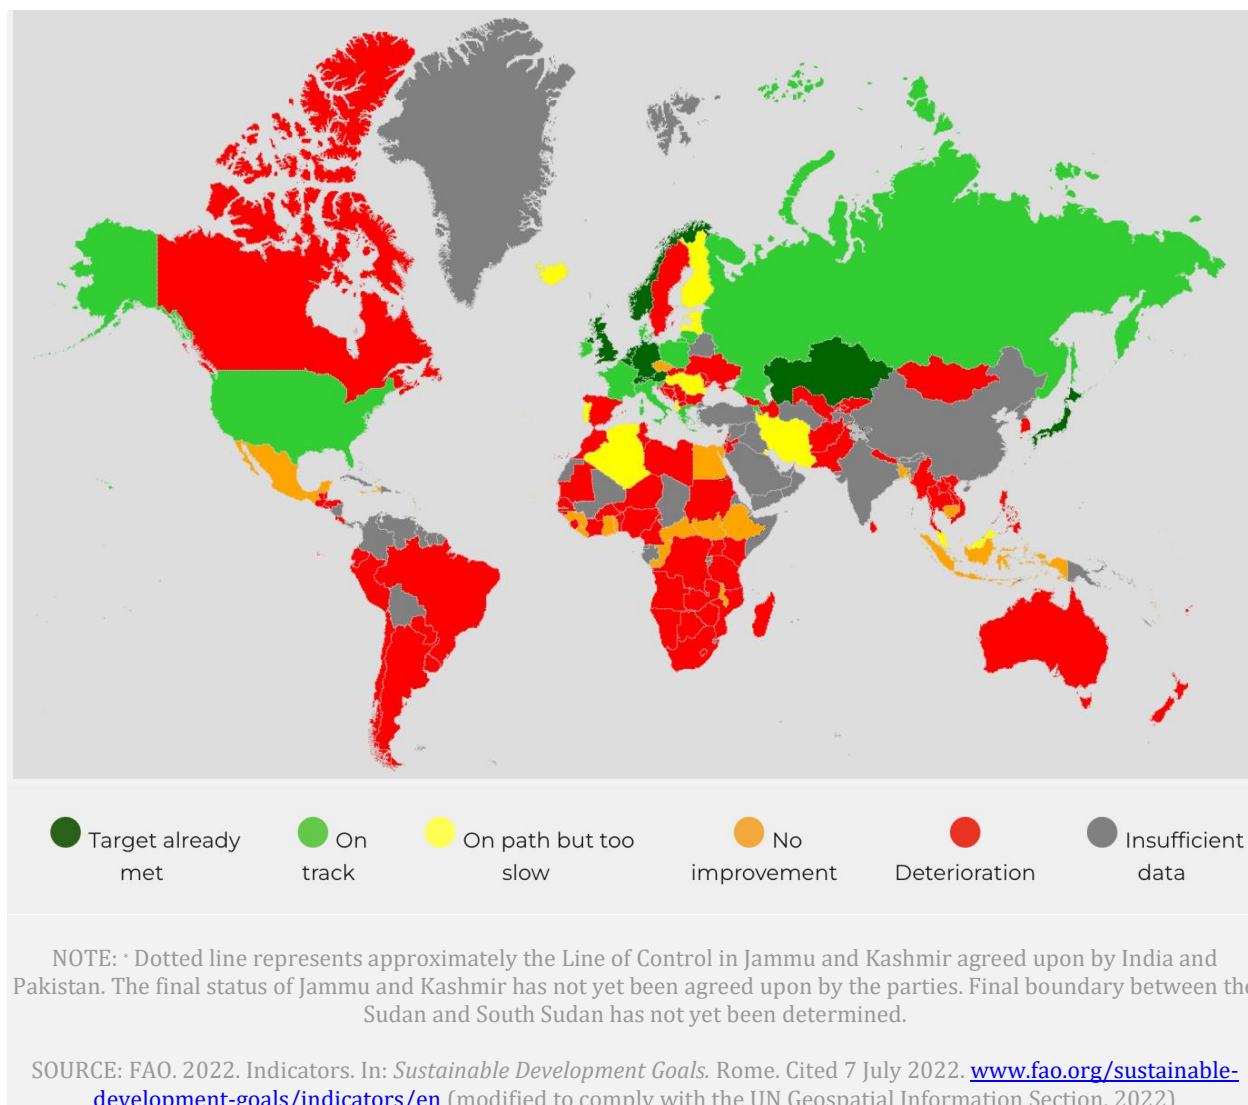 Target already met
On track
On path but too slow
No improvement
Deterioration
Insufficient data
NOTE: * Dotted line represents approximately the Line of Control in Jammu and Kashmir agreed upon by India and
Pakistan. The final status of Jammu and Kashmir has not yet been agreed upon by the parties. Final boundary between the
Sudan and South Sudan has not yet been determined.
SOURCE: FAO. 2022. Indicators. In: Sustainable Development Goals. Rome. Cited 7 July 2022. www.fao.org/sustainable-
development-goals/indicators/en (modified to comply with the UN Geospatial Information Section, 2022)